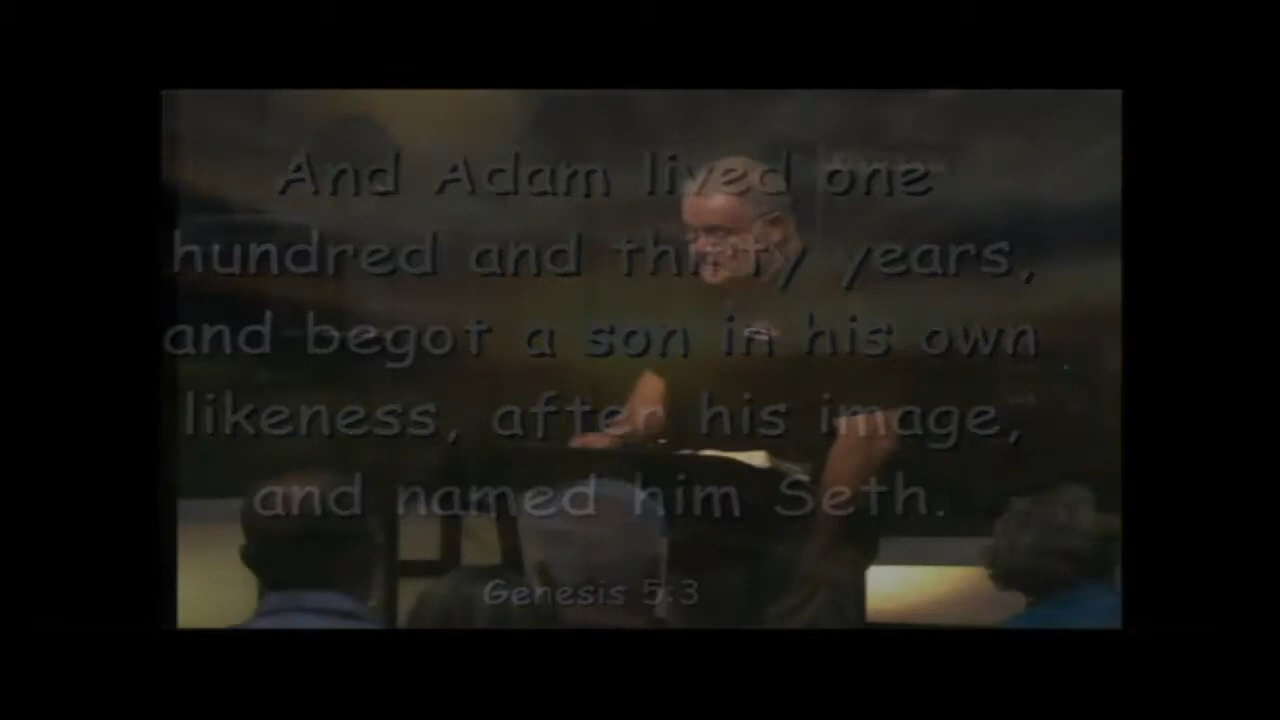 And Adam lived one
hundred and thirty years,
and begot a son in his own
likeness, after his image,
and named him Seth.
Genesis 5:3